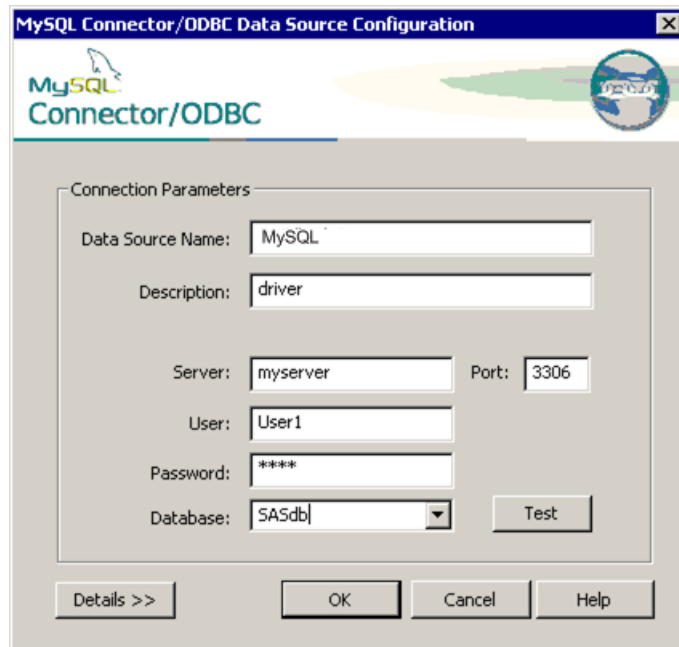 MySQL Connector/ODBC Data Source Configuration
MySQL
Connector/ODBC
Connection Parameters
Data Source Name: MySQL
Description: driver
Server: myserver Port: 3306
User: User1
Password: ****
Database: SASdb Test
Details >> OK Cancel Help